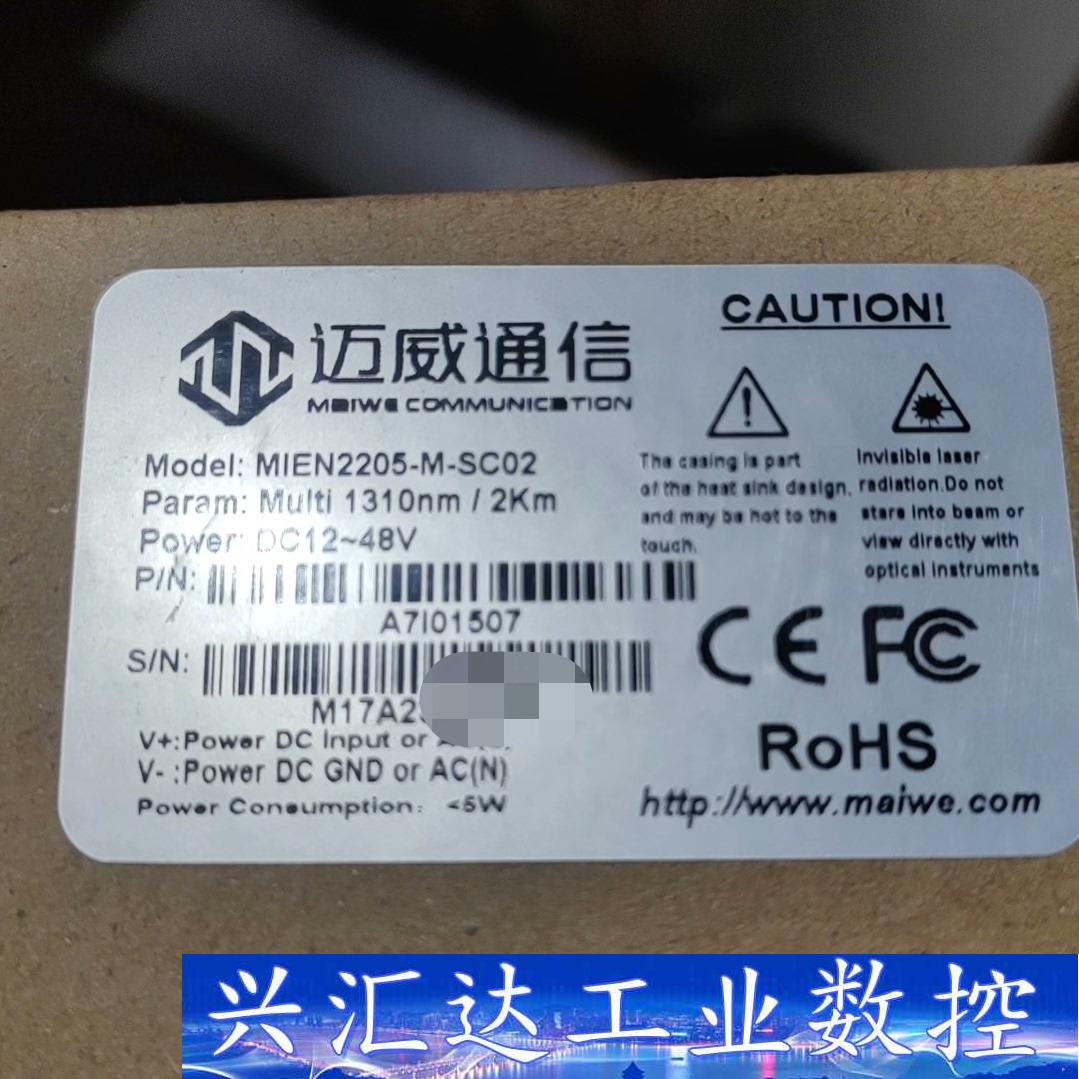 迈威通信
MAIWE COMMUNICATION
Model: MIEN2205-M-SC02
Param: Multi 1310nm / 2Km
Power: DC12~48V
P/N:
A7I01507
S/N:
M17A2
V+:Power DC Input or
V- :Power DC GND or AC(N)
Power Consumption: <5W
CAUTION!
The casing is part
of the heat sink design,
and may be hot to the
touch.
Invisible laser
radiation.Do not
stare into beam or
view directly with
optical instruments
CE FC
RoHS
http://www.maiwe.com
兴汇达工业数控